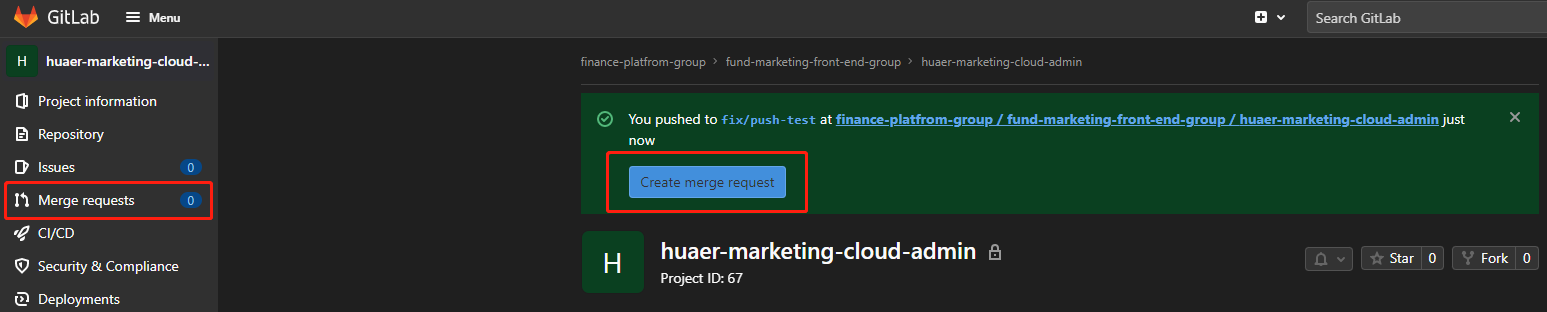 GitLab
Menu
Search GitLab
H
huaer-marketing-cloud-...
Project information
Repository
Issues
0
Merge requests
0
CI/CD
Security & Compliance
Deployments
finance-platfrom-group > fund-marketing-front-end-group > huaer-marketing-cloud-admin
You pushed to fix/push-test at finance-platfrom-group / fund-marketing-front-end-group / huaer-marketing-cloud-admin just
now
Create merge request
H
huaer-marketing-cloud-admin
Project ID: 67
Star
0
Fork
0